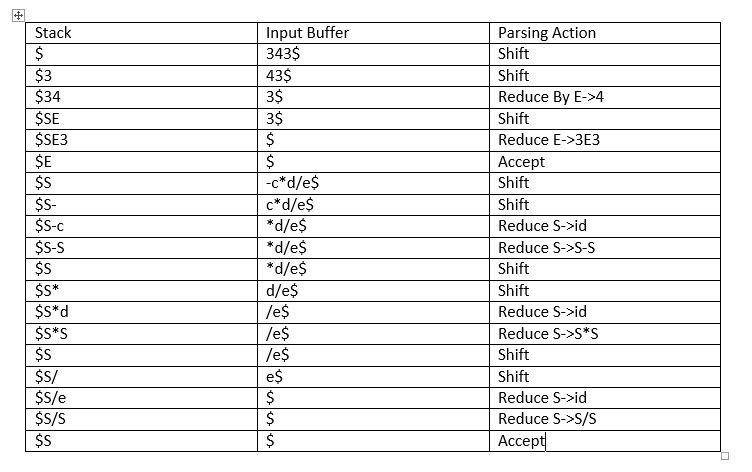 Stack Input Buffer Parsing Action
$ 343$ Shift
$3 43$ Shift
$34 3$ Reduce By E->4
$SE 3$ Shift
$SE3 $ Reduce E->3E3
$E $ Accept
$S -c*d/e$ Shift
$S- c*d/e$ Shift
$S-c *d/e$ Reduce S->id
$S-S *d/e$ Reduce S->S-S
$S *d/e$ Shift
$S* d/e$ Shift
$S*d /e$ Reduce S->id
$S*S /e$ Reduce S->S*S
$S /e$ Shift
$S/ e$ Shift
$S/e $ Reduce S->id
$S/S $ Reduce S->S/S
$S $ Accept